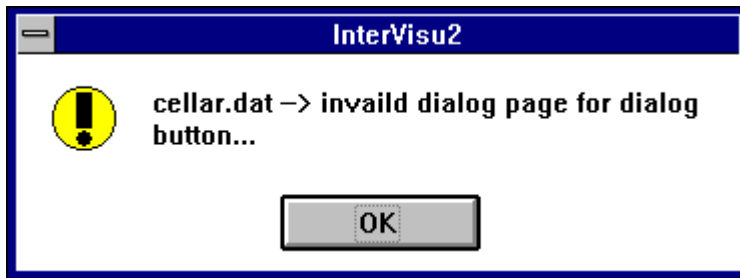 InterVisu2
cellar.dat –> invaild dialog page for dialog
button...
OK